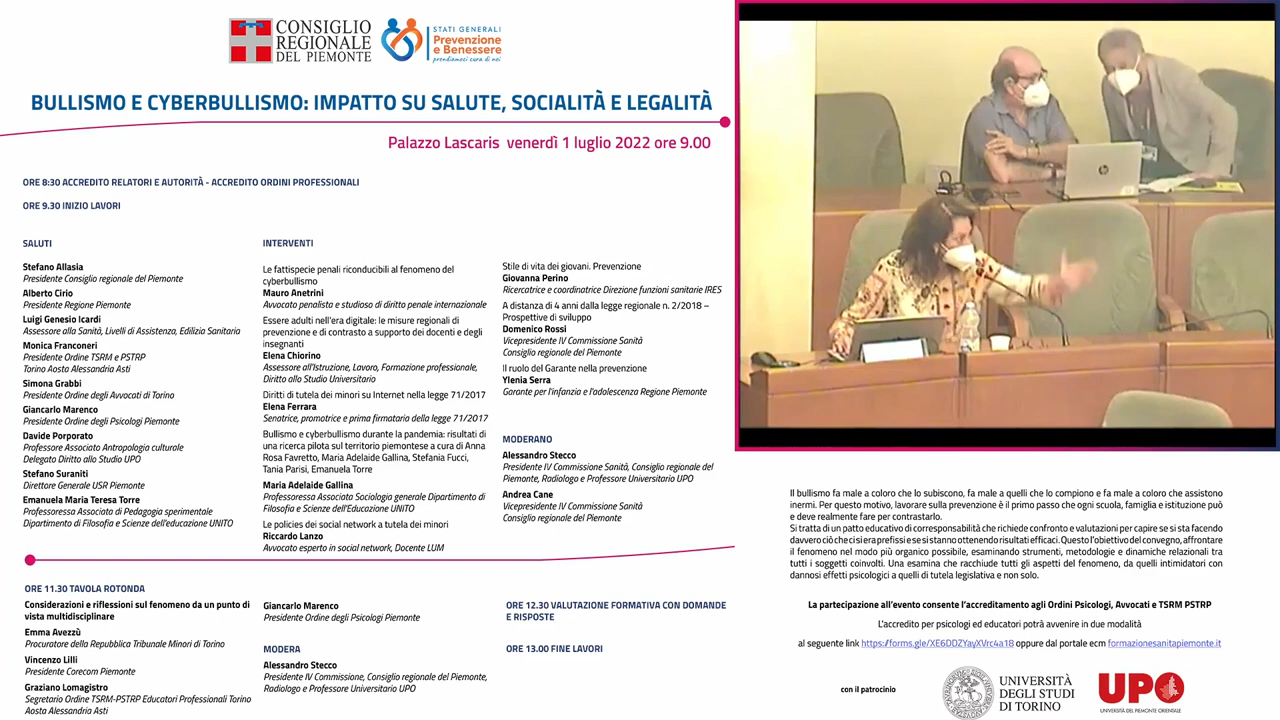 CONSIGLIO
REGIONALE
DEL PIEMONTE
STATI GENERALI
Prevenzione
e Benessere
prendiamoci cura di noi
BULLISMO E CYBERBULLISMO: IMPATTO SU SALUTE, SOCIALITÀ E LEGALITÀ
Palazzo Lascaris venerdì 1 luglio 2022 ore 9.00
ORE 8:30 ACCREDITO RELATORI E AUTORITÀ - ACCREDITO ORDINI PROFESSIONALI
ORE 9.30 INIZIO LAVORI
SALUTI
Stefano Allasia
Presidente Consiglio regionale del Piemonte
Alberto Cirio
Presidente Regione Piemonte
Luigi Genesio Icardi
Assessore alla Sanità, Livelli di Assistenza, Edilizia Sanitaria
Monica Franconeri
Presidente Ordine TSRM e PSTRP
Torino Aosta Alessandria Asti
Simona Grabbi
Presidente Ordine degli Avvocati di Torino
Giancarlo Marenco
Presidente Ordine degli Psicologi Piemonte
Davide Porporato
Professore Associato Antropologia culturale
Delegato Diritto allo Studio UPO
Stefano Suraniti
Direttore Generale USR Piemonte
Emanuela Maria Teresa Torre
Professoressa Associata di Pedagogia sperimentale
Dipartimento di Filosofia e Scienze dell'educazione UNITO
INTERVENTI
Le fattispecie penali riconducibili al fenomeno del
cyberbullismo
Mauro Anetrini
Avvocato penalista e studioso di diritto penale internazionale
Essere adulti nell'era digitale: le misure regionali di
prevenzione e di contrasto a supporto dei docenti e degli
insegnanti
Elena Chiorino
Assessore all'Istruzione, Lavoro, Formazione professionale,
Diritto allo Studio Universitario
Diritti di tutela dei minori su Internet nella legge 71/2017
Elena Ferrara
Senatrice, promotrice e prima firmataria della legge 71/2017
Bullismo e cyberbullismo durante la pandemia: risultati di
una ricerca pilota sul territorio piemontese a cura di Anna
Rosa Favretto, Maria Adelaide Gallina, Stefania Fucci,
Tania Parisi, Emanuela Torre
Maria Adelaide Gallina
Professoressa Associata Sociologia generale Dipartimento di
Filosofia e Scienze dell'Educazione UNITO
Le policies dei social network a tutela dei minori
Riccardo Lanzo
Avvocato esperto in social network, Docente LUM
Stile di vita dei giovani. Prevenzione
Giovanna Perino
Ricercatrice e coordinatrice Direzione funzioni sanitarie IRES
A distanza di 4 anni dalla legge regionale n. 2/2018 –
Prospettive di sviluppo
Domenico Rossi
Vicepresidente IV Commissione Sanità
Consiglio regionale del Piemonte
Il ruolo del Garante nella prevenzione
Ylenia Serra
Garante per l'infanzia e l'adolescenza Regione Piemonte
MODERANO
Alessandro Stecco
Presidente IV Commissione Sanità, Consiglio regionale del
Piemonte, Radiologo e Professore Universitario UPO
Andrea Cane
Vicepresidente IV Commissione Sanità
Consiglio regionale del Piemonte
ORE 11.30 TAVOLA ROTONDA
Considerazioni e riflessioni sul fenomeno da un punto di
vista multidisciplinare
Emma Avezzù
Procuratore della Repubblica Tribunale Minori di Torino
Vincenzo Lilli
Presidente Corecom Piemonte
Graziano Lomagistro
Segretario Ordine TSRM-PSTRP Educatori Professionali Torino
Aosta Alessandria Asti
Giancarlo Marenco
Presidente Ordine degli Psicologi Piemonte
MODERA
Alessandro Stecco
Presidente IV Commissione, Consiglio regionale del Piemonte,
Radiologo e Professore Universitario UPO
ORE 12.30 VALUTAZIONE FORMATIVA CON DOMANDE
E RISPOSTE
ORE 13.00 FINE LAVORI
Il bullismo fa male a coloro che lo subiscono, fa male a quelli che lo compiono e fa male a coloro che assistono
inermi. Per questo motivo, lavorare sulla prevenzione è il primo passo che ogni scuola, famiglia e istituzione può
e deve realmente fare per contrastarlo.
Si tratta di un patto educativo di corresponsabilità che richiede confronto e valutazioni per capire se si sta facendo
davvero ciò che ci si era prefissi e se si stanno ottenendo risultati efficaci. Questo l'obiettivo del convegno, affrontare
il fenomeno nel modo più organico possibile, esaminando strumenti, metodologie e dinamiche relazionali tra
tutti i soggetti coinvolti. Una esamina che racchiude tutti gli aspetti del fenomeno, da quelli intimidatori con
dannosi effetti psicologici a quelli di tutela legislativa e non solo.
La partecipazione all'evento consente l'accreditamento agli Ordini Psicologi, Avvocati e TSRM PSTRP
L'accredito per psicologi ed educatori potrà avvenire in due modalità
al seguente link https://forms.gle/XE6DDZYayXVrc4a18 oppure dal portale ecm formazionesanitapiemonte.it
con il patrocinio
UNIVERSITÀ
DEGLI STUDI
DI TORINO
UPO
UNIVERSITÀ DEL PIEMONTE ORIENTALE